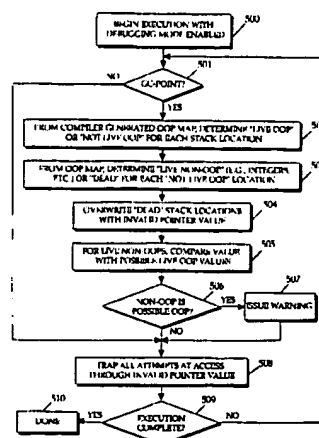 BEGIN EXECUTION WITH
DEBUGGING MODE ENABLED
500
501
NO
GC-POINT?
YES
FROM COMPILER GENERATED OOP MAP, DETERMINE "LIVE OOP"
OR "NOT LIVE OOP" FOR EACH STACK LOCATION
FROM OOP MAP, DETERMINE "LIVE NON-OOP" (E.G., INTEGERS,
ETC.) OR "DEAD" FOR EACH "NOT LIVE OOP" LOCATION
504
OVERWRITE "DEAD" STACK LOCATIONS
WITH INVALID POINTER VALUE
505
FOR LIVE NON-OOPS, COMPARE VALUE
WITH POSSIBLE LIVE OOP VALUES
506
507
NON-OOP IS
POSSIBLE OOP?
YES
ISSUE WARNING
NO
508
TRAP ALL ATTEMPTS AT ACCESS
THROUGH INVALID POINTER VALUE
510
509
DONE
YES
EXECUTION
COMPLETE?
NO